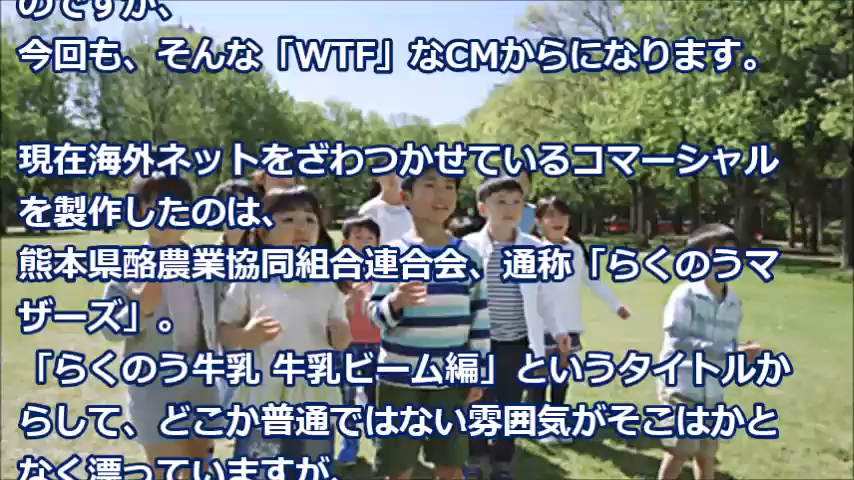 のですが、
今回も、そんな「WTF」なCMからになります。
現在海外ネットをざわつかせているコマーシャル
を製作したのは、
熊本県酪農業協同組合連合会、通称「らくのうマ
ザーズ」。
「らくのう牛乳 牛乳ビーム編」というタイトルか
らして、どこか普通ではない雰囲気がそこはかと
なく漂っていますが、